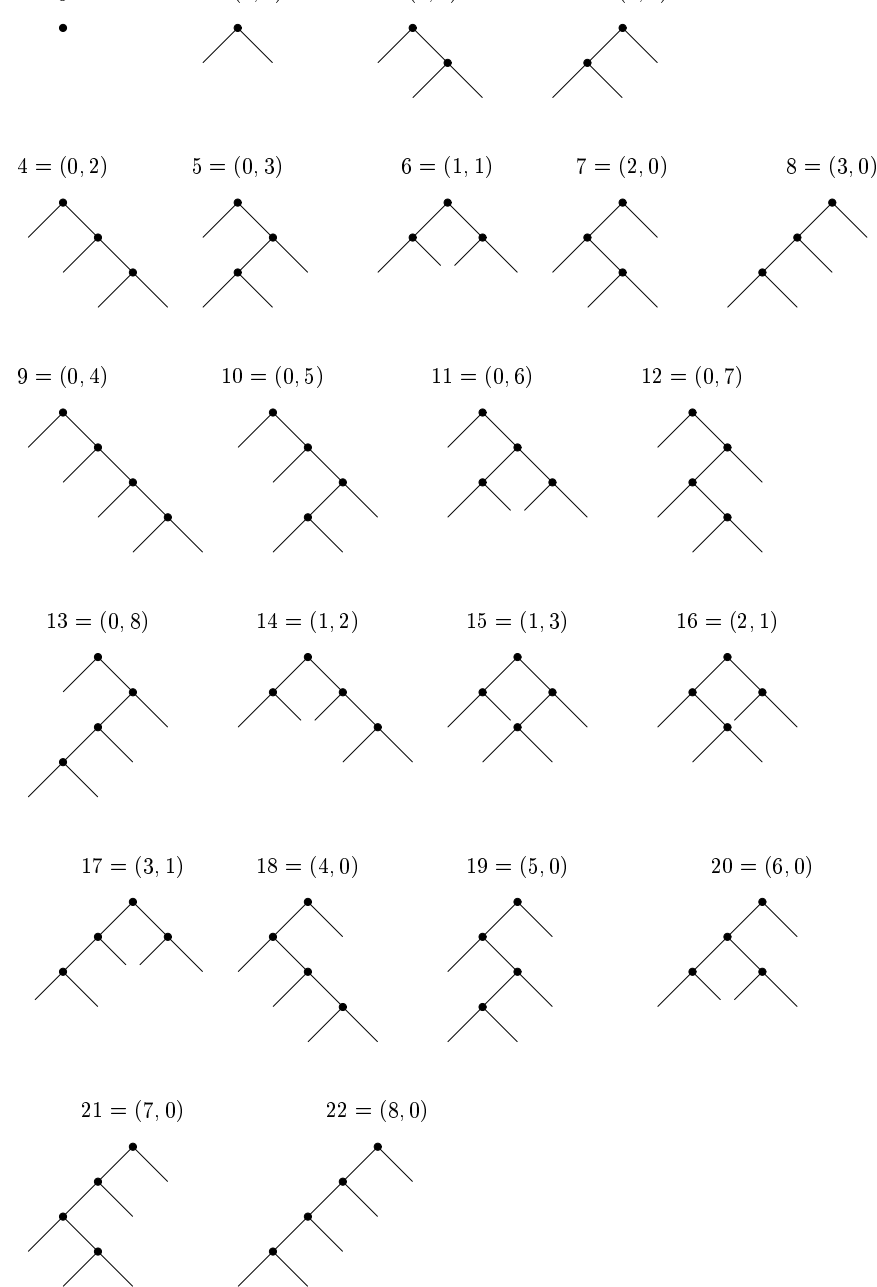 4 = (0, 2) 5 = (0, 3) 6 = (1, 1) 7 = (2, 0) 8 = (3, 0)
9 = (0, 4) 10 = (0, 5) 11 = (0, 6) 12 = (0, 7)
13 = (0, 8) 14 = (1, 2) 15 = (1, 3) 16 = (2, 1)
17 = (3, 1) 18 = (4, 0) 19 = (5, 0) 20 = (6, 0)
21 = (7, 0) 22 = (8, 0)